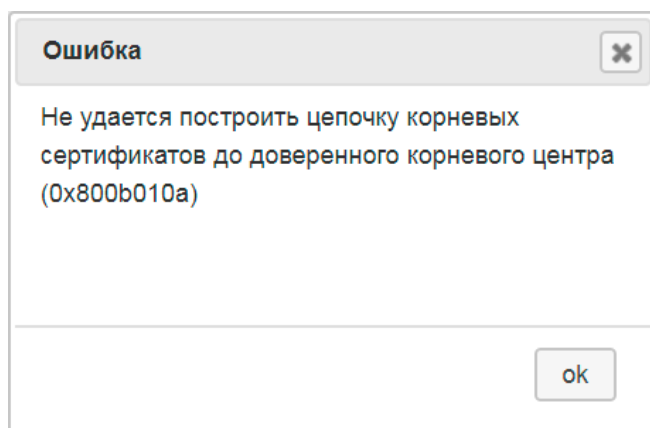 Ошибка
Не удается построить цепочку корневых
сертификатов до доверенного корневого центра
(0x800b010a)
ok